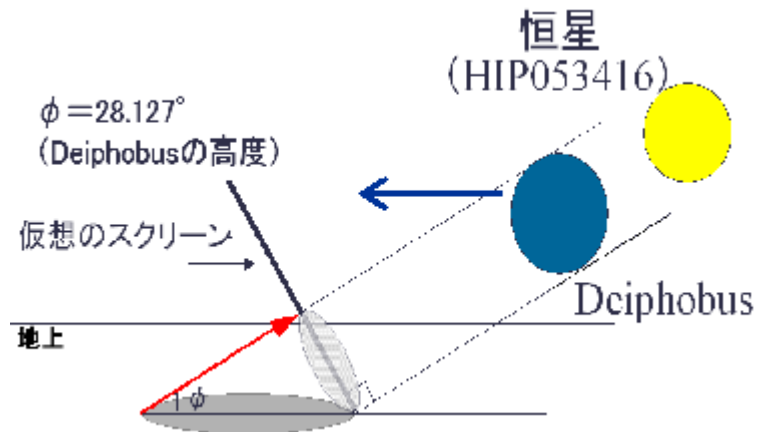 恒星
(HIP053416)
φ=28.127°
(Deiphobusの高度)
仮想のスクリーン
Deiphobus
地上
φ